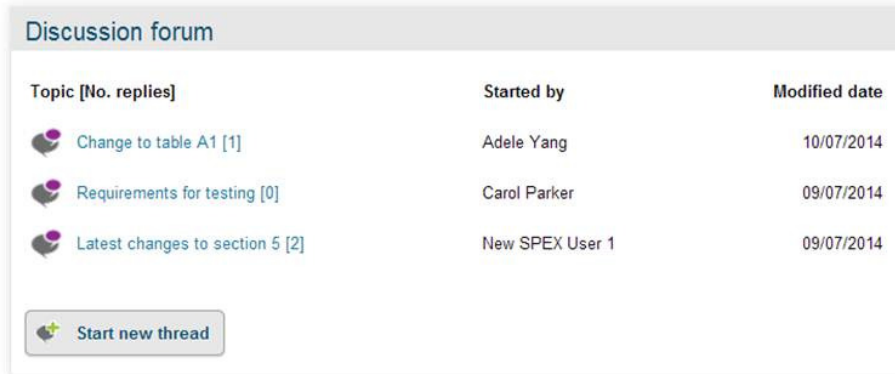 Discussion forum
Topic [No. replies] Started by Modified date
Change to table A1 [1] Adele Yang 10/07/2014
Requirements for testing [0] Carol Parker 09/07/2014
Latest changes to section 5 [2] New SPEX User 1 09/07/2014
Start new thread